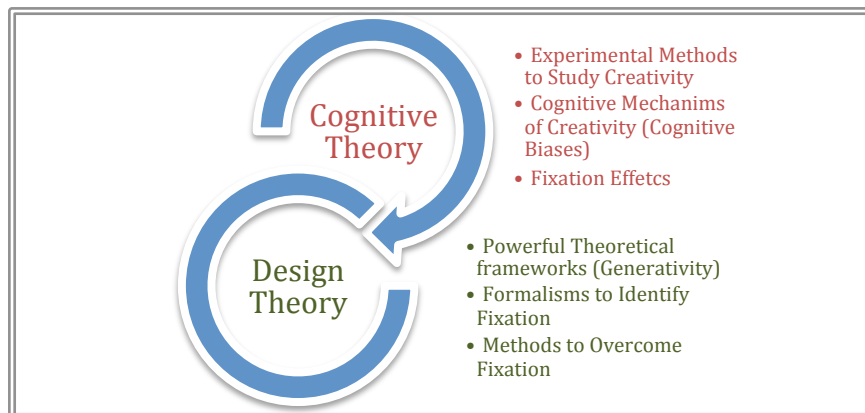 Cognitive
Theory
• Experimental Methods
to Study Creativity
• Cognitive Mechanims
of Creativity (Cognitive
Biases)
• Fixation Effetcs
Design
Theory
• Powerful Theoretical
frameworks (Generativity)
• Formalisms to Identify
Fixation
• Methods to Overcome
Fixation